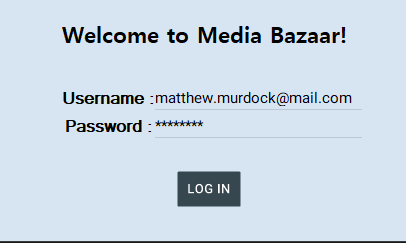 Welcome to Media Bazaar!
Username : matthew.murdock@mail.com
Password : ********
LOG IN